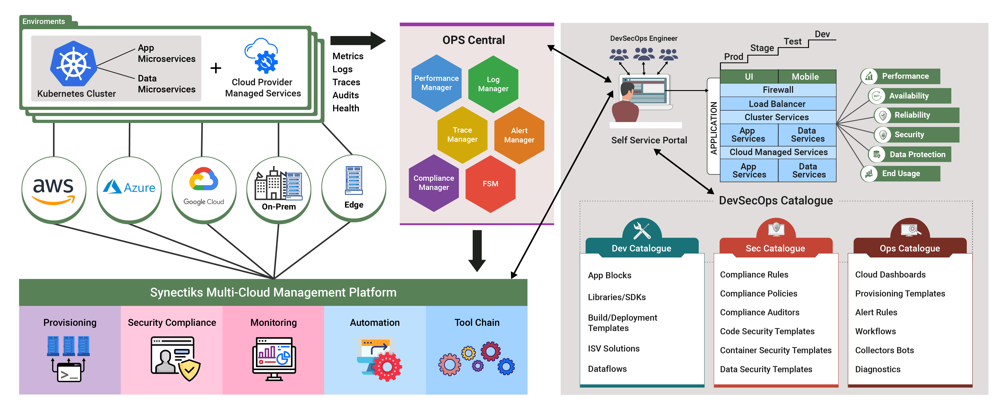 Enviroments
App
Microservices
Data
Microservices
Kubernetes Cluster
+
Cloud Provider
Managed Services
Metrics
Logs
Traces
Audits
Health
aws
Azure
Google Cloud
On-Prem
Edge
OPS Central
Performance
Manager
Log
Manager
Trace
Manager
Alert
Manager
Compliance
Manager
FSM
Synectiks Multi-Cloud Management Platform
Provisioning
Security Compliance
Monitoring
Automation
Tool Chain
>_
DevSecOps Engineer
Self Service Portal
Prod
Stage
Test
Dev
APPLICATION
UI
Mobile
Firewall
Load Balancer
Cluster Services
App
Services
Data
Services
Cloud Managed Services
App
Services
Data
Services
Performance
24/7
Availability
Reliability
Security
Data Protection
End Usage
DevSecOps Catalogue
Dev Catalogue
App Blocks
Libraries/SDKs
Build/Deployment
Templates
ISV Solutions
Dataflows
Sec Catalogue
Compliance Rules
Compliance Policies
Compliance Auditors
Code Security Templates
Container Security Templates
Data Security Templates
Ops Catalogue
Cloud Dashboards
Provisioning Templates
Alert Rules
Workflows
Collectors Bots
Diagnostics